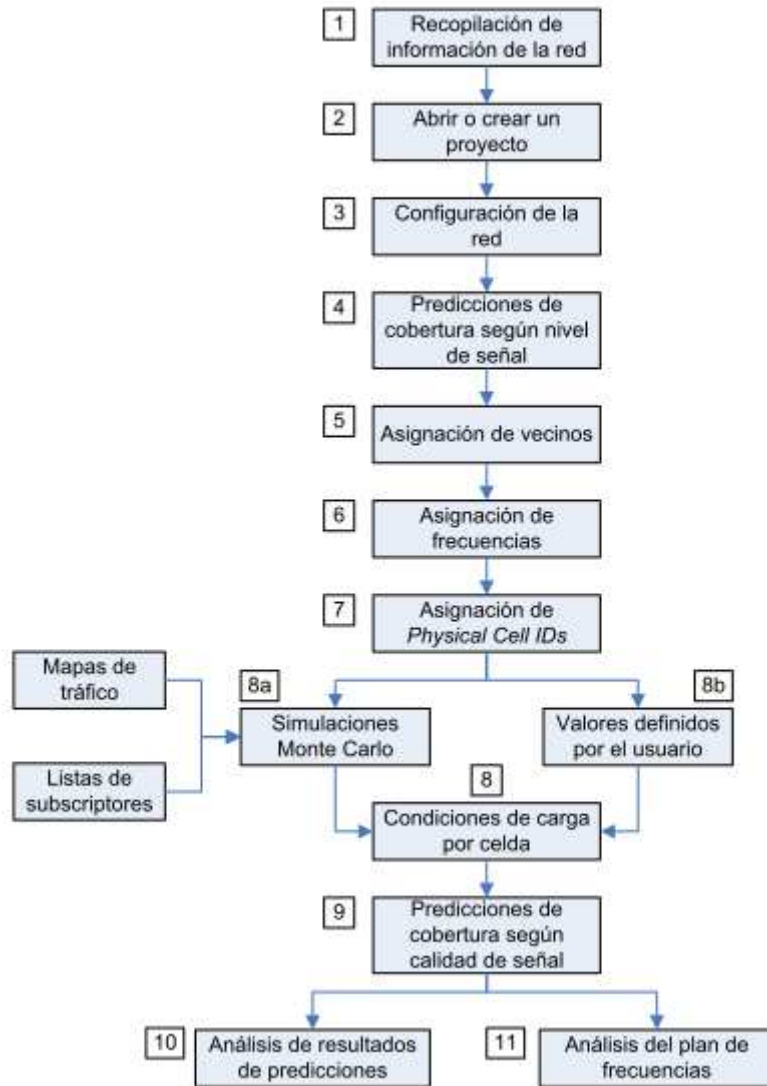 1
Recopilación de
información de la red
2
Abrir o crear un
proyecto
3
Configuración de la
red
4
Predicciones de
cobertura según nivel
de señal
5
Asignación de vecinos
6
Asignación de
frecuencias
7
Asignación de
Physical Cell IDs
Mapas de
tráfico
Listas de
subscriptores
8a
Simulaciones
Monte Carlo
8b
Valores definidos
por el usuario
8
Condiciones de carga
por celda
9
Predicciones de
cobertura según
calidad de señal
10
Análisis de resultados
de predicciones
11
Análisis del plan de
frecuencias